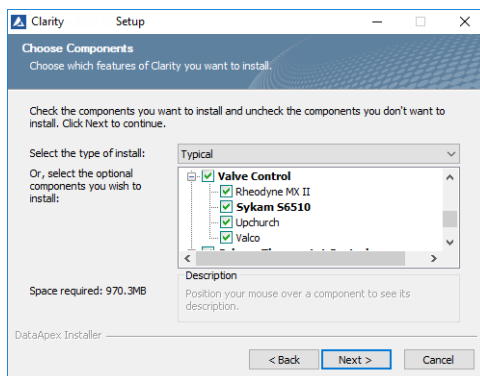 Clarity Setup
Choose Components
Choose which features of Clarity you want to install.
Check the components you want to install and uncheck the components you don't want to
install. Click Next to continue.
Select the type of install:
Typical
Or, select the optional
components you wish to
install:
Valve Control
Rheodyne MX II
Sykam S6510
Upchurch
Valco
Description
Position your mouse over a component to see its
description.
Space required: 970.3MB
DataApex Installer
< Back
Next >
Cancel